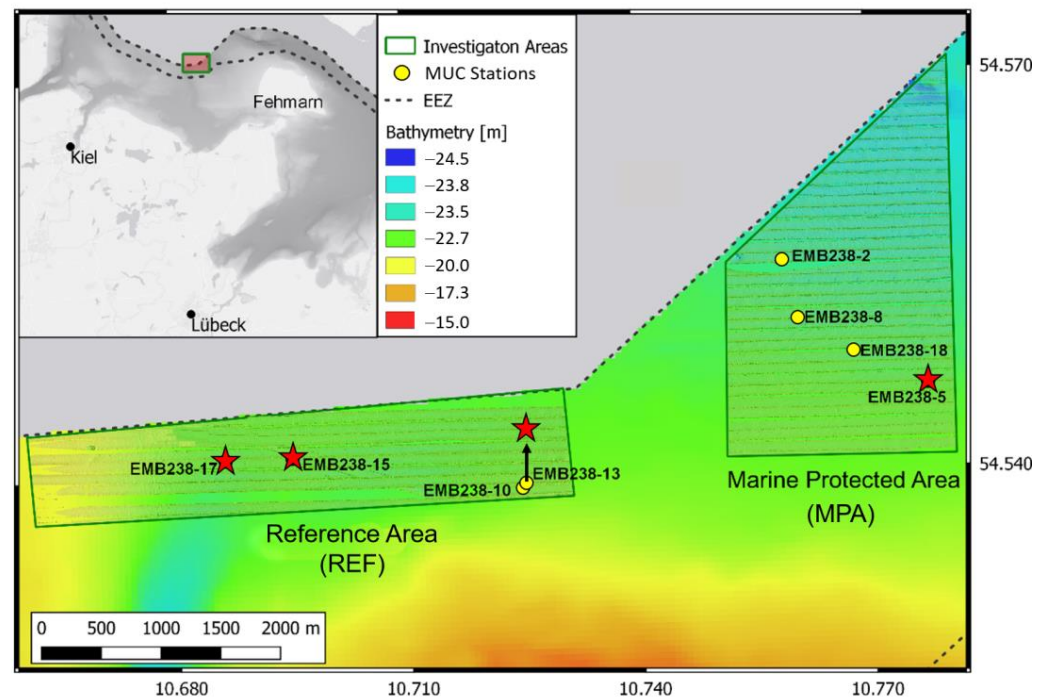 Fehmarn
Kiel
Lübeck
Investigaton Areas
MUC Stations
EEZ
Bathymetry [m]
−24.5
−23.8
−23.5
−22.7
−20.0
−17.3
−15.0
54.570
EMB238-2
EMB238-8
EMB238-18
EMB238-5
EMB238-17
EMB238-15
EMB238-13
EMB238-10
54.540
Marine Protected Area
(MPA)
Reference Area
(REF)
0 500 1000 1500 2000 m
10.680 10.710 10.740 10.770